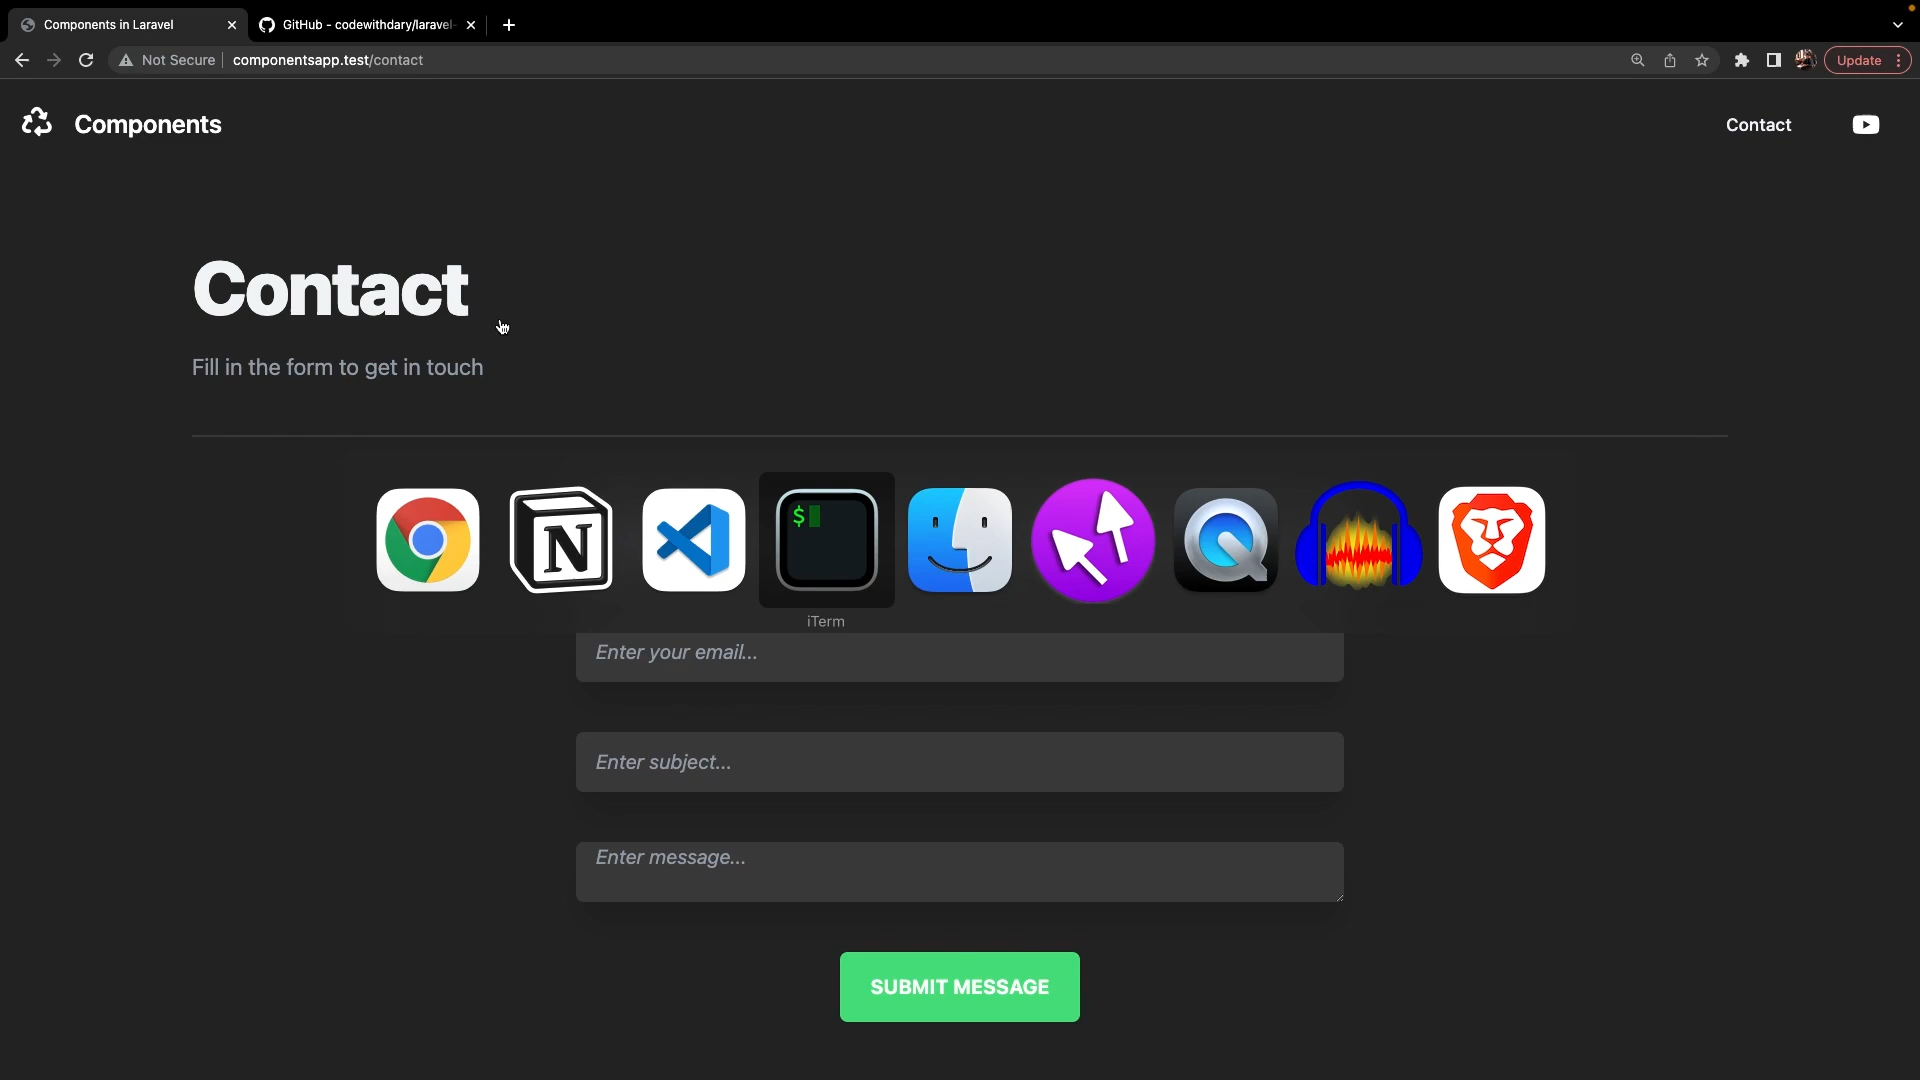 Components in Laravel
GitHub - codewithdary/laravel-
Not Secure
componentsapp.test/contact
Update
Components
Contact
Contact
Fill in the form to get in touch
$
N
iTerm
Enter your email...
Enter subject...
Enter message...
SUBMIT MESSAGE